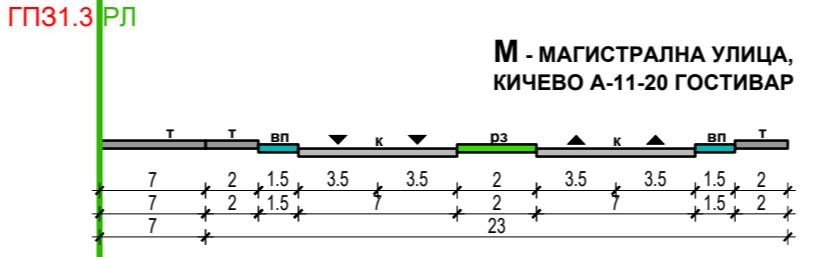 ГПЗ1.3 РЛ
М - МАГИСТРАЛНА УЛИЦА,
КИЧЕВО А-11-20 ГОСТИВАР
т т вп к рз к вп т
7 2 1.5 3.5 3.5 2 3.5 3.5 1.5 2
7 2 1.5 7 2 7 1.5 2
7 23